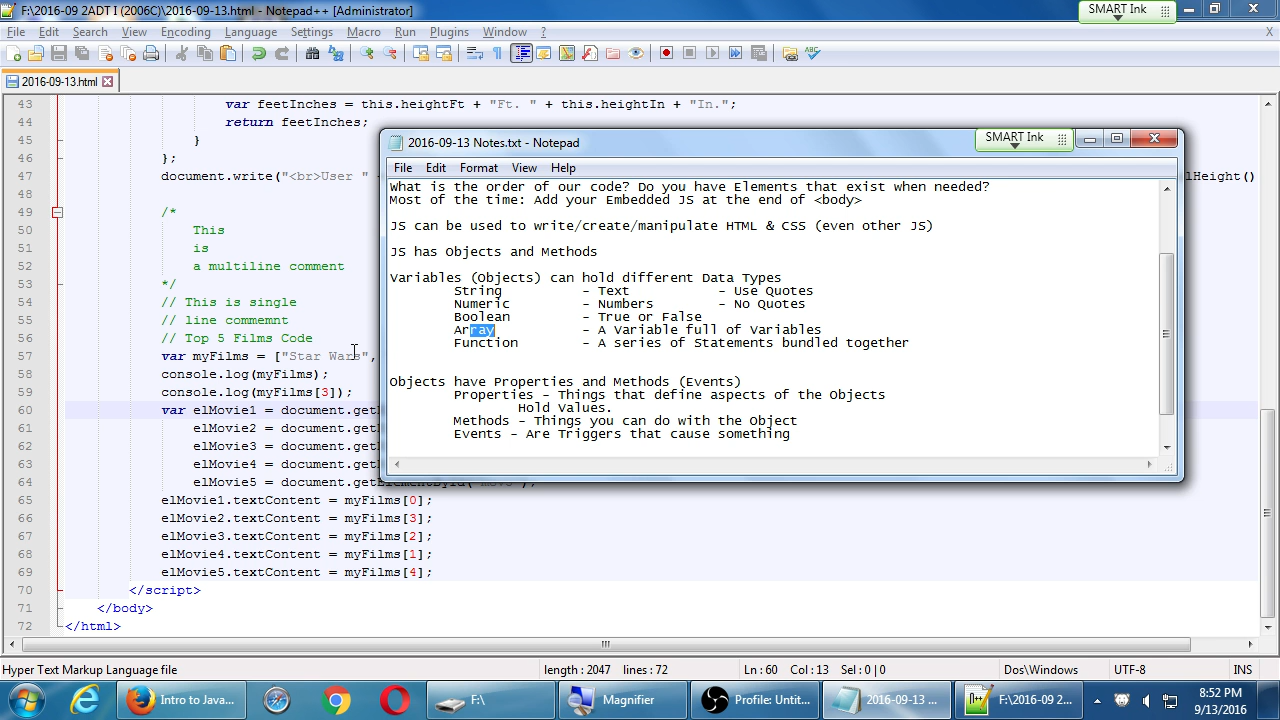 F:\2016-09 2ADT I (2006C)\2016-09-13.html - Notepad++ [Administrator]
SMART Ink
File Edit Search View Encoding Language Settings Macro Run Plugins Window ?
X
2016-09-13.html
43 var feetInches = this.heightFt + "Ft. " + this.heightIn + "In.";
44 return feetInches;
45 }
46 };
47 document.write("<br>User " lHeight()
48
49 /*
50 This
51 is
52 a multiline comment
53 */
54 // This is single
55 // line commemnt
56 // Top 5 Films Code
57 var myFilms = ["Star Wars",
58 console.log(myFilms);
59 console.log(myFilms[3]);
60 var elMovie1 = document.get
61 elMovie2 = document.get
62 elMovie3 = document.get
63 elMovie4 = document.get
64 elMovie5 = document.getElementById("mov5");
65 elMovie1.textContent = myFilms[0];
66 elMovie2.textContent = myFilms[3];
67 elMovie3.textContent = myFilms[2];
68 elMovie4.textContent = myFilms[1];
69 elMovie5.textContent = myFilms[4];
70 </script>
71 </body>
72 </html>
2016-09-13 Notes.txt - Notepad
SMART Ink
File Edit Format View Help
What is the order of our code? Do you have Elements that exist when needed?
Most of the time: Add your Embedded JS at the end of <body>
JS can be used to write/create/manipulate HTML & CSS (even other JS)
JS has Objects and Methods
Variables (Objects) can hold different Data Types
String - Text - Use Quotes
Numeric - Numbers - No Quotes
Boolean - True or False
Array - A Variable full of Variables
Function - A series of Statements bundled together
Objects have Properties and Methods (Events)
Properties - Things that define aspects of the Objects
Hold Values.
Methods - Things you can do with the Object
Events - Are Triggers that cause something
Hyper Text Markup Language file length : 2047 lines : 72 Ln : 60 Col : 13 Sel : 0 | 0 Dos\Windows UTF-8 INS
Intro to Java... F:\ Magnifier Profile: Untit... 2016-09-13 ... F:\2016-09 2... 8:52 PM
9/13/2016